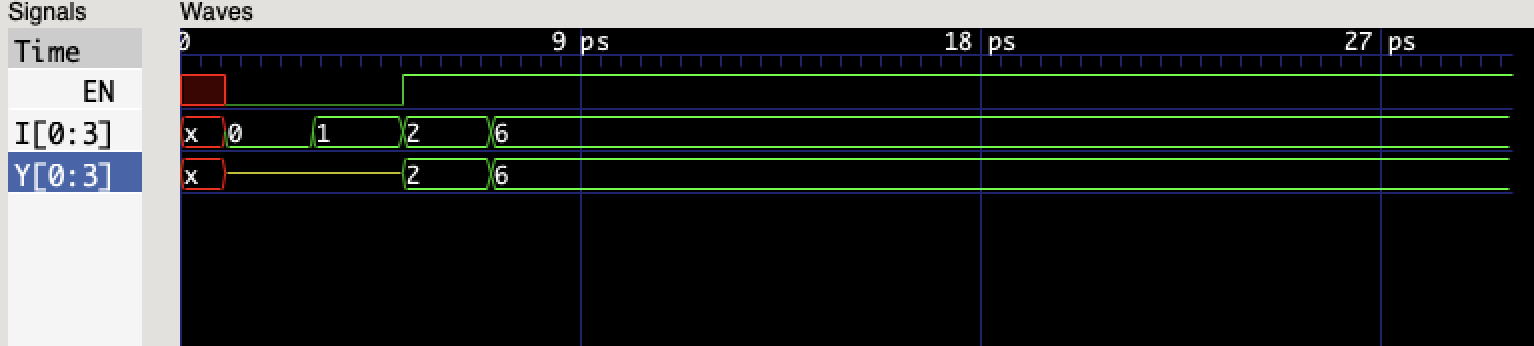 Signals Waves
Time 0 9 ps 18 ps 27 ps
EN
I[0:3] x 0 1 2 6
Y[0:3] x 2 6